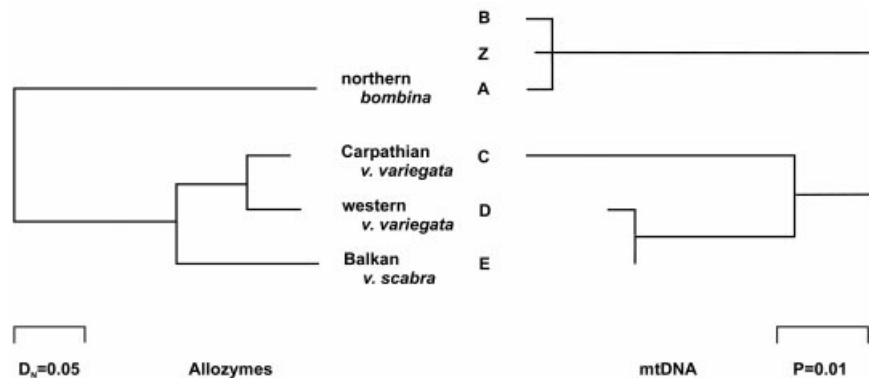 B
Z
northern A
bombina
Carpathian C
v. variegata
western D
v. variegata
Balkan E
v. scabra
D_N=0.05 Allozymes mtDNA P=0.01